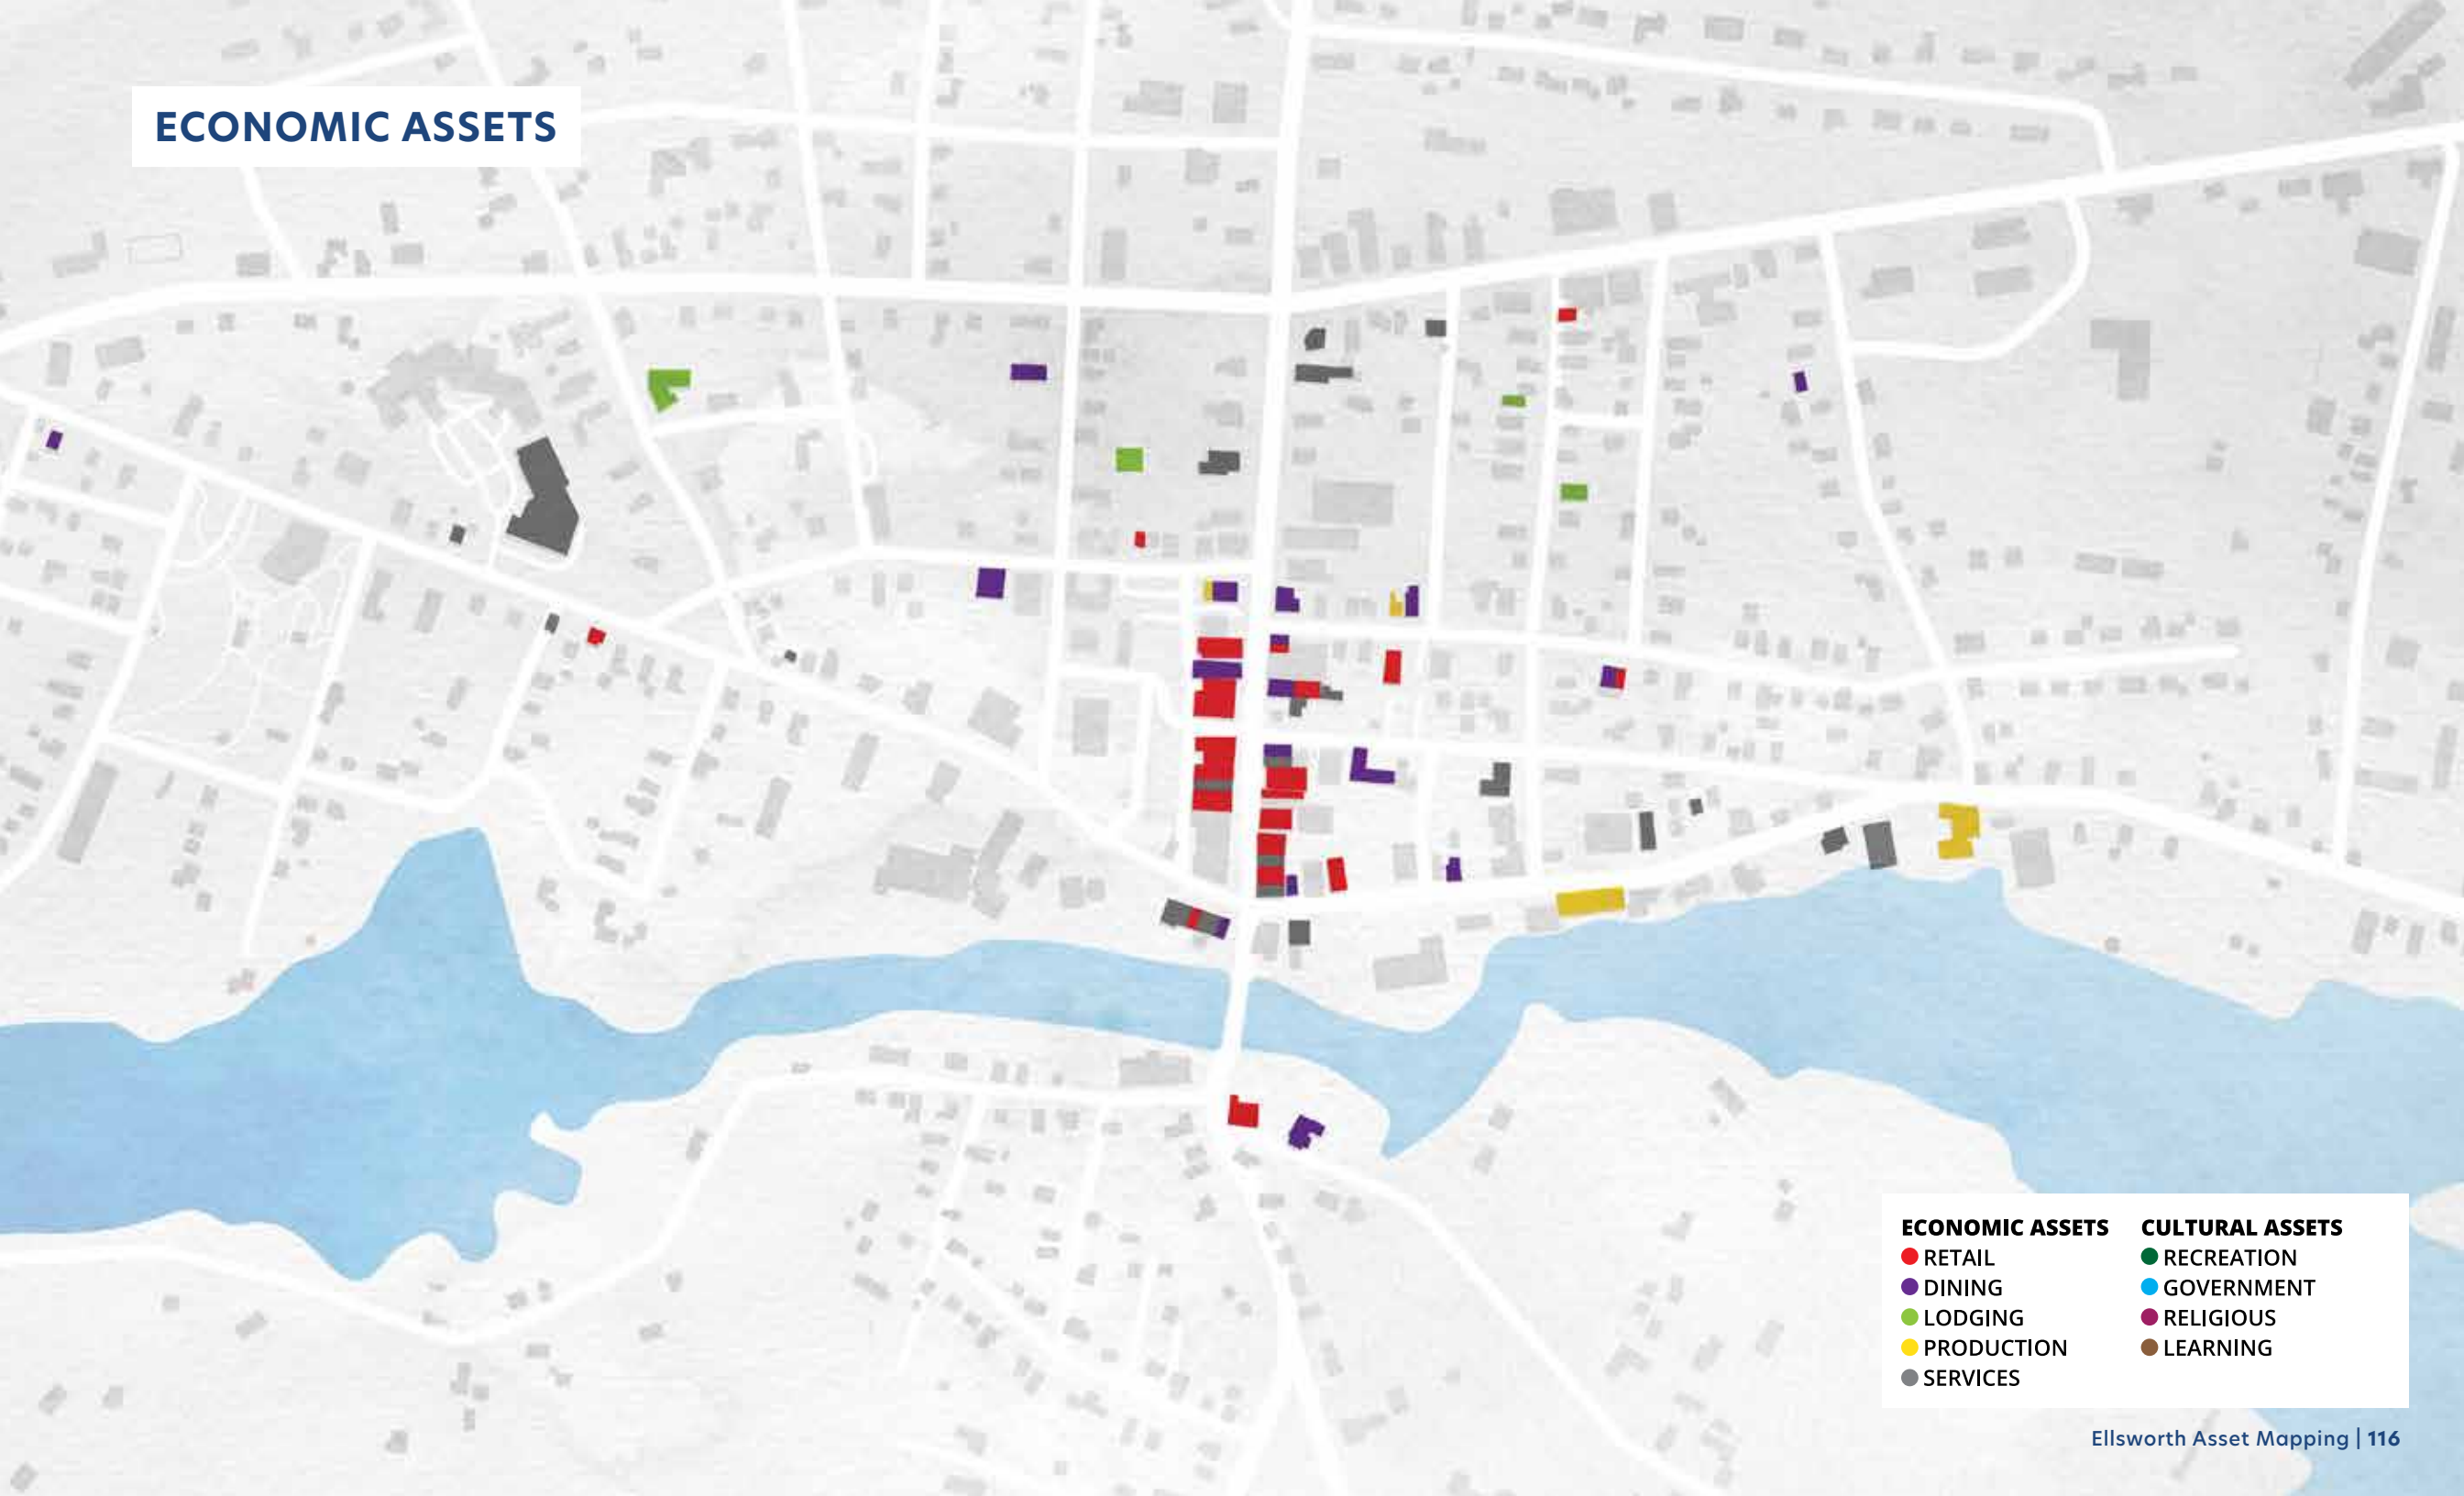 ECONOMIC ASSETS
ECONOMIC ASSETS
RETAIL
DINING
LODGING
PRODUCTION
SERVICES
CULTURAL ASSETS
RECREATION
GOVERNMENT
RELIGIOUS
LEARNING
Ellsworth Asset Mapping | 116